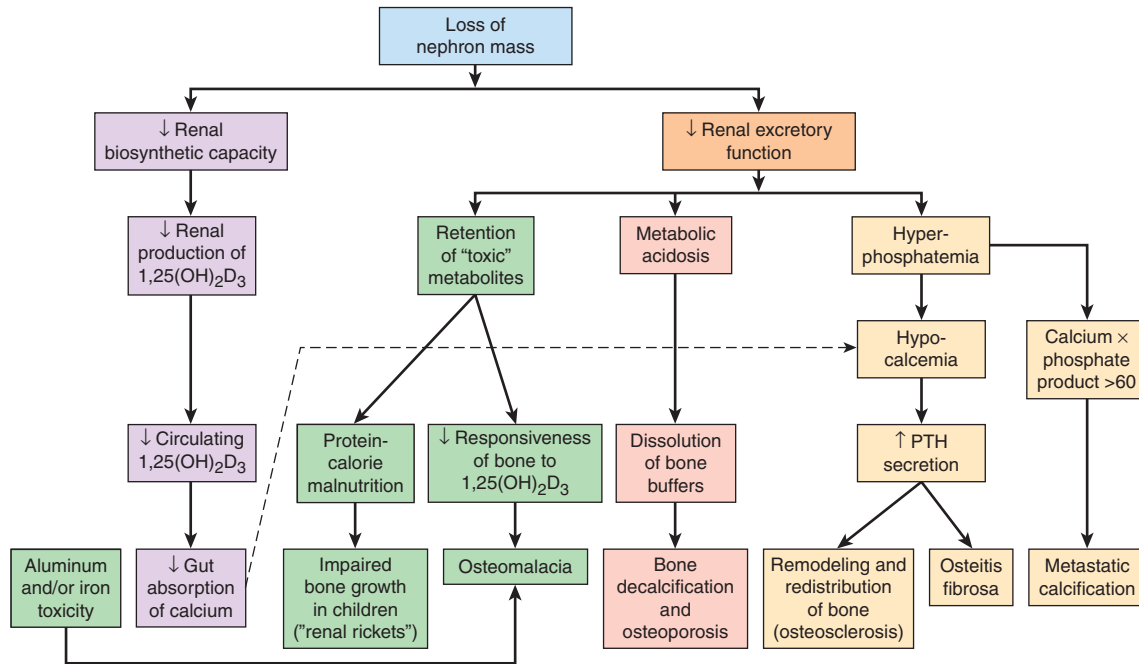 Loss of
nephron mass
↓ Renal
biosynthetic capacity
↓ Renal excretory
function
↓ Renal
production of
1,25(OH)₂D₃
Retention
of “toxic”
metabolites
Metabolic
acidosis
Hyper-
phosphatemia
Hypo-
calcemia
Calcium ×
phosphate
product >60
↓ Circulating
1,25(OH)₂D₃
Protein-
calorie
malnutrition
↓ Responsiveness
of bone to
1,25(OH)₂D₃
Dissolution
of bone
buffers
↑ PTH
secretion
Aluminum
and/or iron
toxicity
↓ Gut
absorption
of calcium
Impaired
bone growth
in children
("renal rickets")
Osteomalacia
Bone
decalcification
and
osteoporosis
Remodeling and
redistribution
of bone
(osteosclerosis)
Osteitis
fibrosa
Metastatic
calcification